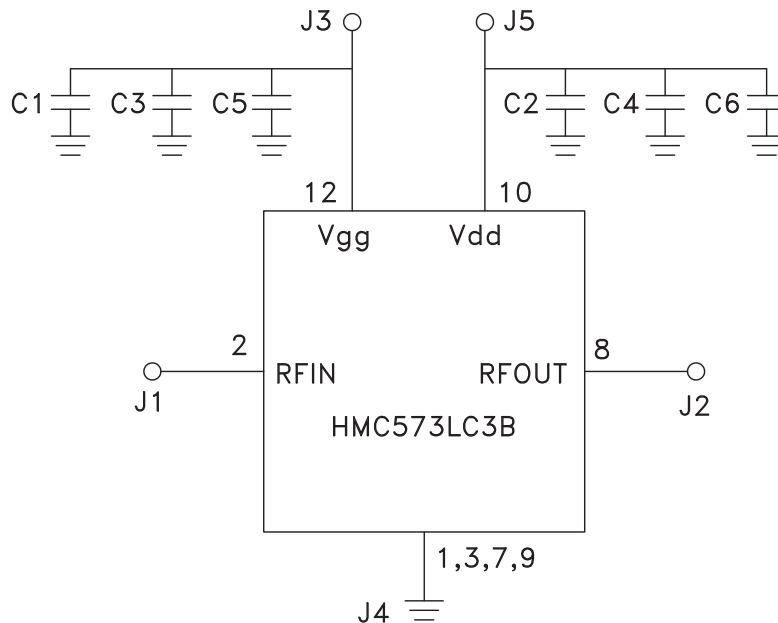 J3 J5
C1 C3 C5 C2 C4 C6
12 10
Vgg Vdd
2 8
RFIN RFOUT
J1 J2
HMC573LC3B
1,3,7,9
J4